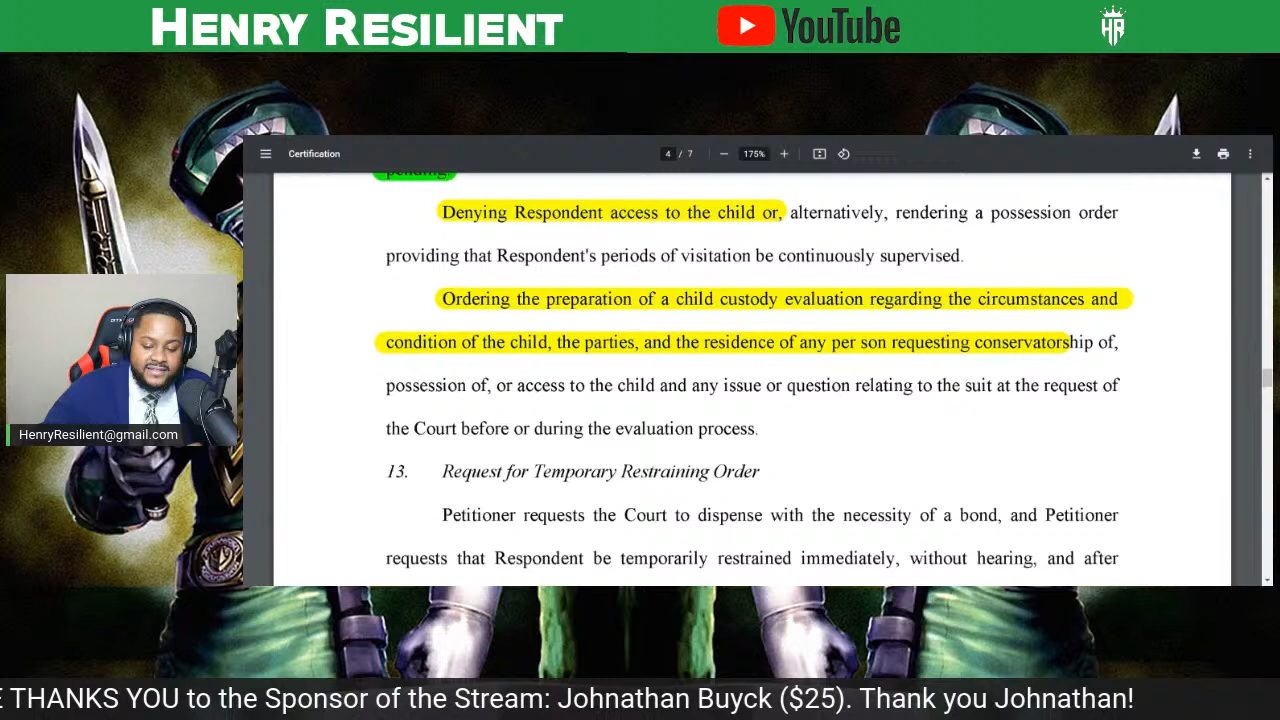 HENRY RESILIENT
YouTube
HR
Certification
4 / 7
175%
pending.
Denying Respondent access to the child or, alternatively, rendering a possession order
providing that Respondent's periods of visitation be continuously supervised.
Ordering the preparation of a child custody evaluation regarding the circumstances and
condition of the child, the parties, and the residence of any per son requesting conservatorship of,
possession of, or access to the child and any issue or question relating to the suit at the request of
the Court before or during the evaluation process.
13. Request for Temporary Restraining Order
Petitioner requests the Court to dispense with the necessity of a bond, and Petitioner
requests that Respondent be temporarily restrained immediately, without hearing, and after
HenryResilient@gmail.com
E THANKS YOU to the Sponsor of the Stream: Johnathan Buyck ($25). Thank you Johnathan!